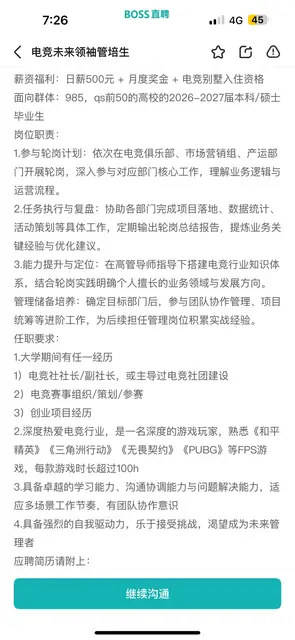 7:26
BOSS直聘
4G 45
电竞未来领袖管培生
薪资福利：日薪500元 + 月度奖金 + 电竞别墅入住资格
面向群体：985，qs前50的高校的2026-2027届本科/硕士
毕业生
岗位职责：
1.参与轮岗计划：依次在电竞俱乐部、市场营销组、产运部
门开展轮岗，深入参与对应部门核心工作，理解业务逻辑与
运营流程。
2.任务执行与复盘：协助各部门完成项目落地、数据统计、
活动策划等具体工作，定期输出轮岗总结报告，提炼业务关
键经验与优化建议。
3.能力提升与定位：在高管导师指导下搭建电竞行业知识体
系，结合轮岗实践明确个人擅长的业务领域与发展方向。
管理储备培养：确定目标部门后，参与团队协作管理、项目
统筹等进阶工作，为后续担任管理岗位积累实战经验。
任职要求：
1.大学期间有任一经历
1）电竞社社长/副社长，或主导过电竞社团建设
2）电竞赛事组织/策划/参赛
3）创业项目经历
2.深度热爱电竞行业，是一名深度的游戏玩家，熟悉《和平
精英》《三角洲行动》《无畏契约》《PUBG》等FPS游
戏，每款游戏时长超过100h
3.具备卓越的学习能力、沟通协调能力与问题解决能力，适
应多场景工作节奏，有团队协作意识
4.具备强烈的自我驱动力，乐于接受挑战，渴望成为未来管
理者
应聘简历请附上：
继续沟通